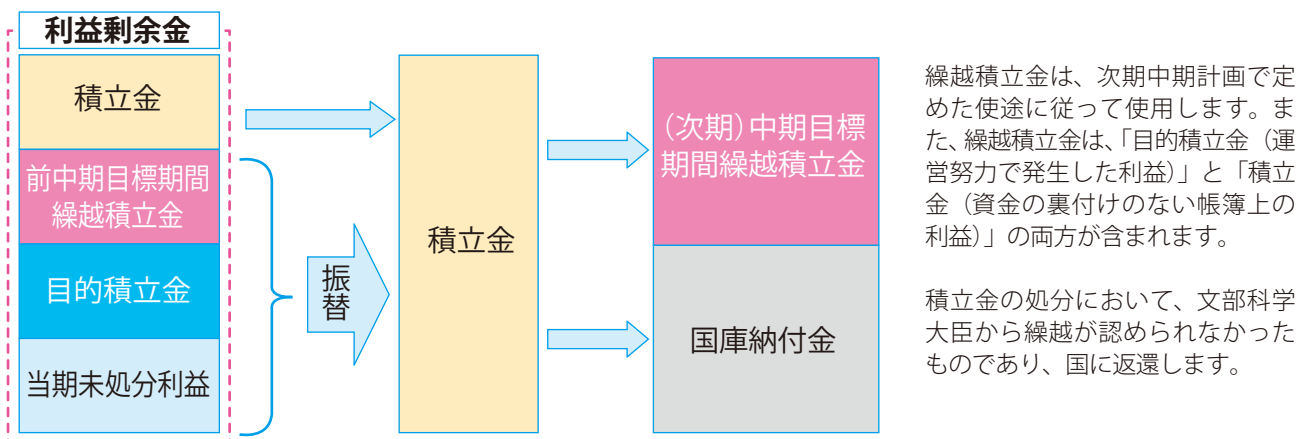 利益剰余金
積立金
前中期目標期間
繰越積立金
目的積立金
当期未処分利益
振
替
積立金
（次期）中期目標
期間繰越積立金
国庫納付金
繰越積立金は、次期中期計画で定
めた使途に従って使用します。ま
た、繰越積立金は、「目的積立金（運
営努力で発生した利益）」と「積立
金（資金の裏付けのない帳簿上の
利益）」の両方が含まれます。
積立金の処分において、文部科学
大臣から繰越が認められなかった
ものであり、国に返還します。